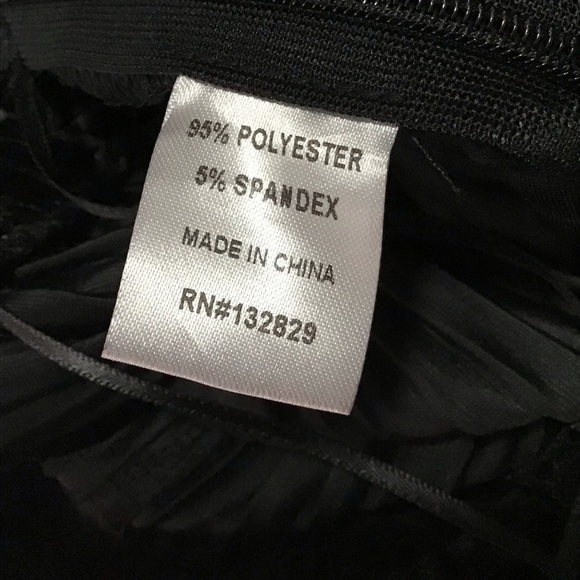 95% POLYESTER
5% SPANDEX
MADE IN CHINA
RN#132829